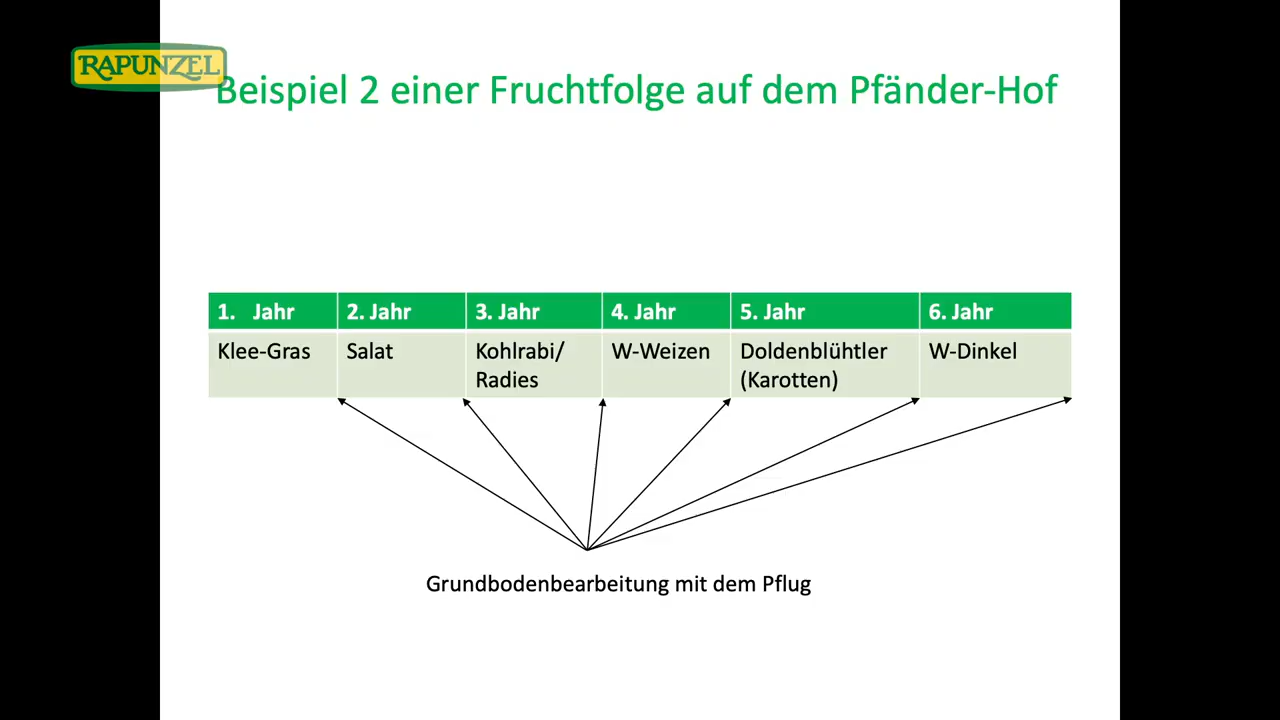 RAPUNZEL
Beispiel 2 einer Fruchtfolge auf dem Pfänder-Hof
1. Jahr 2. Jahr 3. Jahr 4. Jahr 5. Jahr 6. Jahr
Klee-Gras Salat Kohlrabi/ W-Weizen Doldenblühtler W-Dinkel
Radies (Karotten)
Grundbodenbearbeitung mit dem Pflug